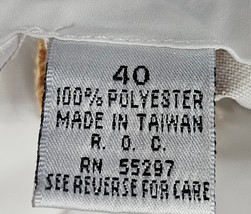 40
100% POLYESTER
MADE IN TAIWAN
R. O. C.
RN 55297
SEE REVERSE FOR CARE